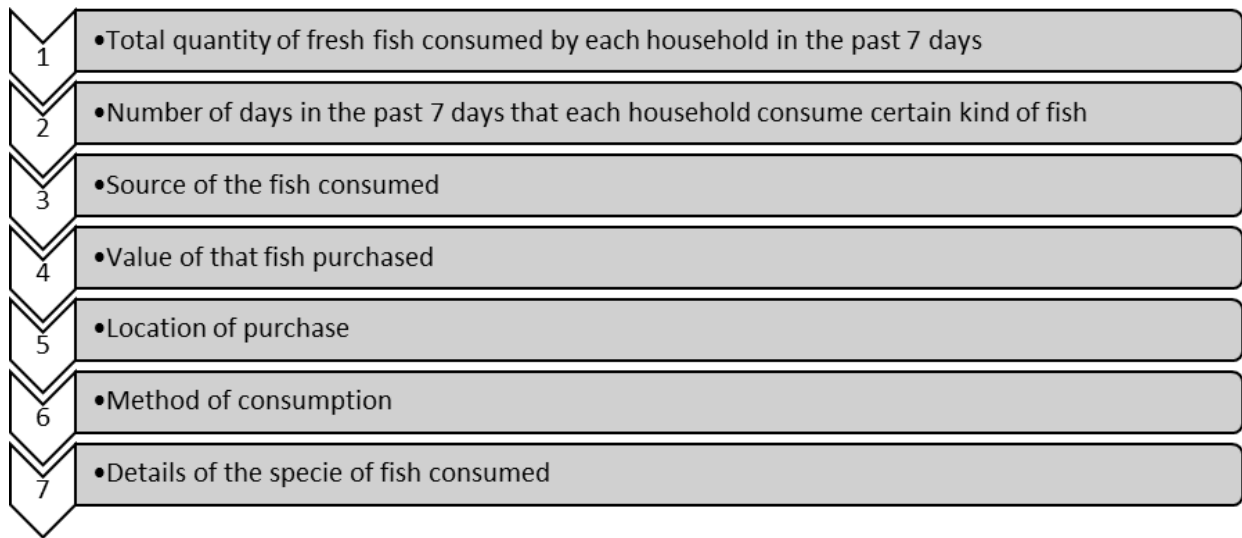 1 •Total quantity of fresh fish consumed by each household in the past 7 days
2 •Number of days in the past 7 days that each household consume certain kind of fish
3 •Source of the fish consumed
4 •Value of that fish purchased
5 •Location of purchase
6 •Method of consumption
7 •Details of the specie of fish consumed